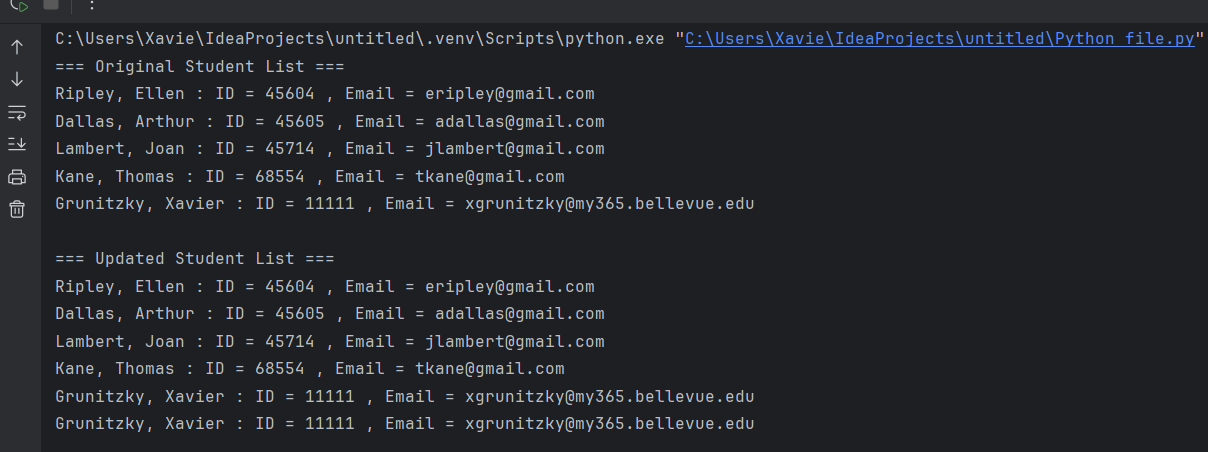 C:\Users\Xavie\IdeaProjects\untitled\.venv\Scripts\python.exe "C:\Users\Xavie\IdeaProjects\untitled\Python file.py"
=== Original Student List ===
Ripley, Ellen : ID = 45604 , Email = eripley@gmail.com
Dallas, Arthur : ID = 45605 , Email = adallas@gmail.com
Lambert, Joan : ID = 45714 , Email = jlambert@gmail.com
Kane, Thomas : ID = 68554 , Email = tkane@gmail.com
Grunitzky, Xavier : ID = 11111 , Email = xgrunitzky@my365.bellevue.edu
=== Updated Student List ===
Ripley, Ellen : ID = 45604 , Email = eripley@gmail.com
Dallas, Arthur : ID = 45605 , Email = adallas@gmail.com
Lambert, Joan : ID = 45714 , Email = jlambert@gmail.com
Kane, Thomas : ID = 68554 , Email = tkane@gmail.com
Grunitzky, Xavier : ID = 11111 , Email = xgrunitzky@my365.bellevue.edu
Grunitzky, Xavier : ID = 11111 , Email = xgrunitzky@my365.bellevue.edu